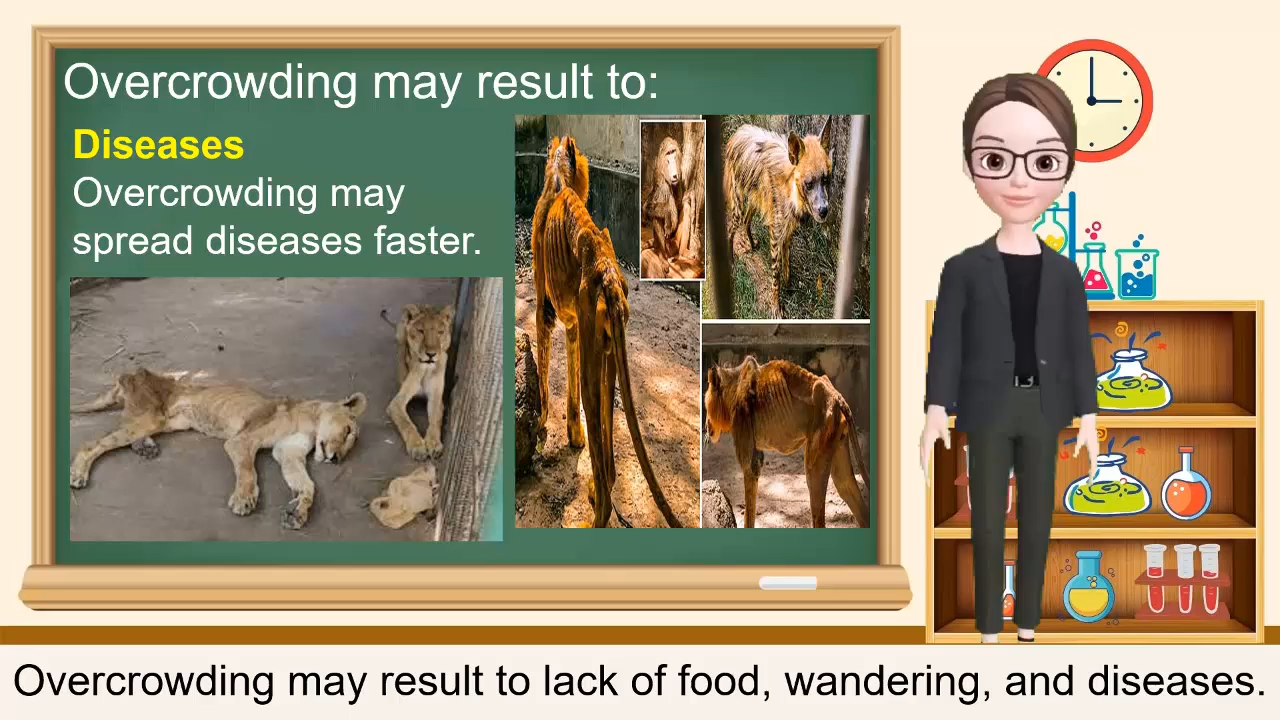 Overcrowding may result to:
Diseases
Overcrowding may
spread diseases faster.
Overcrowding may result to lack of food, wandering, and diseases.